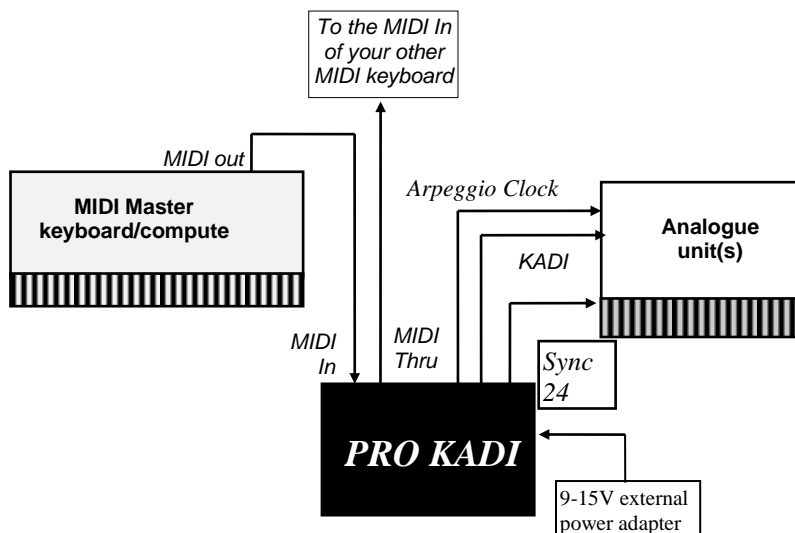 To the MIDI In
of your other
MIDI keyboard
MIDI out
MIDI Master
keyboard/compute
Arpeggio Clock
Analogue
unit(s)
KADI
MIDI
In
MIDI
Thru
Sync
24
PRO KADI
9-15V external
power adapter